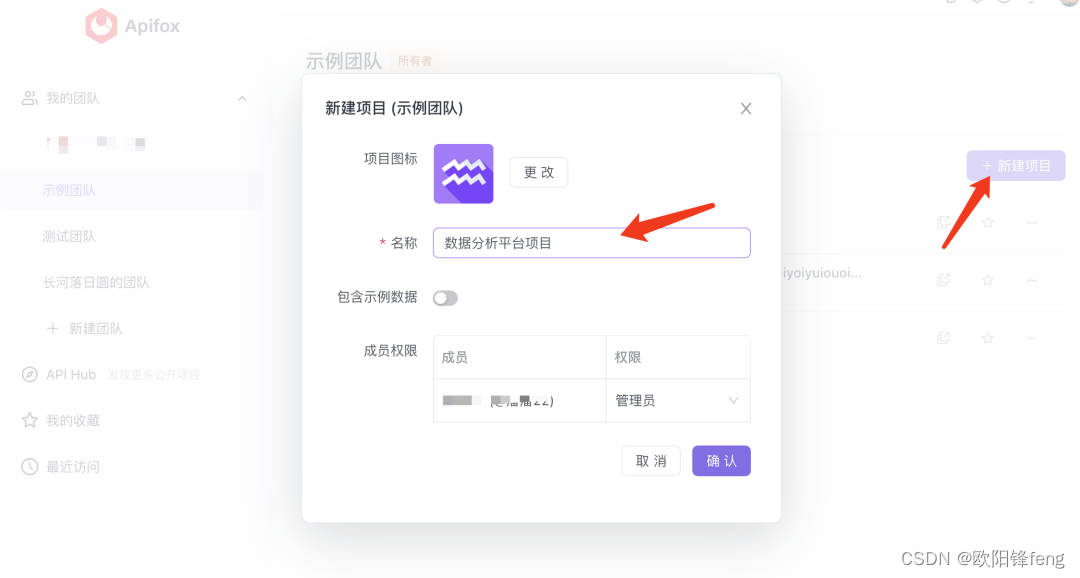 Apifox
我的团队
示例团队
测试团队
长河落日圆的团队
新建团队
API Hub 发现更多公开项目
我的收藏
最近访问
示例团队 所有者
+ 新建项目
iyoiyuiouoi...
新建项目 (示例团队)
项目图标
更改
* 名称 数据分析平台项目
包含示例数据
成员权限
成员 权限
管理员
取消 确认
CSDN @欧阳锋feng